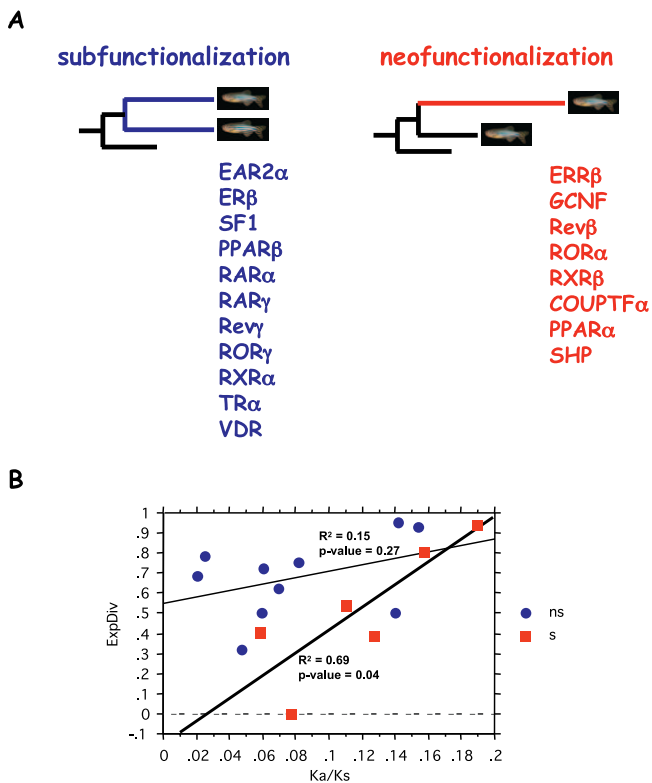 A
subfunctionalization
neofunctionalization
EAR2α
ERβ
SF1
PPARβ
RARα
RARγ
Revγ
RORγ
RXRα
TRα
VDR
ERRβ
GCNF
Revβ
RORα
RXRβ
COUPTFα
PPARα
SHP
B
1
.9
.8
.7
.6
.5
.4
.3
.2
.1
0
-.1
ExpDiv
R² = 0.15
p-value = 0.27
R² = 0.69
p-value = 0.04
ns
s
0 .02 .04 .06 .08 .1 .12 .14 .16 .18 .2
Ka/Ks